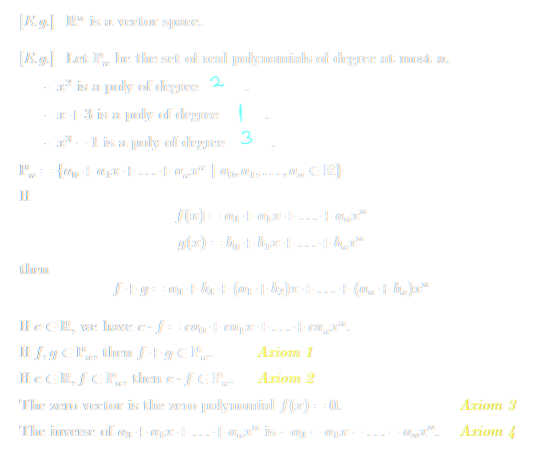 [E.g.] ℝⁿ is a vector space.
[E.g.] Let ℙₙ be the set of real polynomials of degree at most n.
- x² is a poly of degree 2 .
- x + 3 is a poly of degree 1 .
- x³ - 1 is a poly of degree 3 .
ℙₙ = {a₀ + a₁x + ... + aₙxⁿ | a₀, a₁, ..., aₙ ∈ ℝ}
If
f(x) = a₀ + a₁x + ... + aₙxⁿ
g(x) = b₀ + b₁x + ... + bₙxⁿ
then
f + g = a₀ + b₀ + (a₁ + b₂)x + ... + (aₙ + bₙ)xⁿ
If c ∈ ℝ, we have c · f = ca₀ + ca₁x + ... + caₙxⁿ.
If f, g ∈ ℙₙ, then f + g ∈ ℙₙ. Axiom 1
If c ∈ ℝ, f ∈ ℙₙ, then c · f ∈ ℙₙ. Axiom 2
The zero vector is the zero polynomial f(x) = 0. Axiom 3
The inverse of a₀ + a₁x + ... + aₙxⁿ is -a₀ - a₁x - ... - aₙxⁿ. Axiom 4